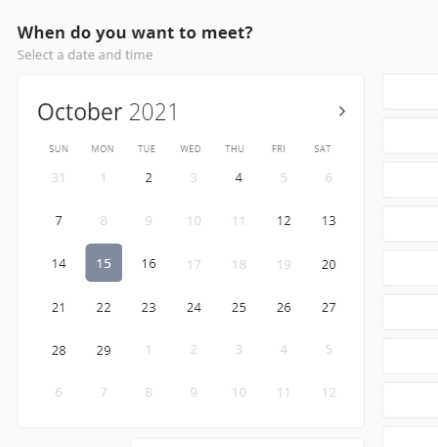 When do you want to meet?
Select a date and time
October 2021
SUN MON TUE WED THU FRI SAT
31 1 2 3 4 5 6
7 8 9 10 11 12 13
14 15 16 17 18 19 20
21 22 23 24 25 26 27
28 29 1 2 3 4 5
6 7 8 9 10 11 12